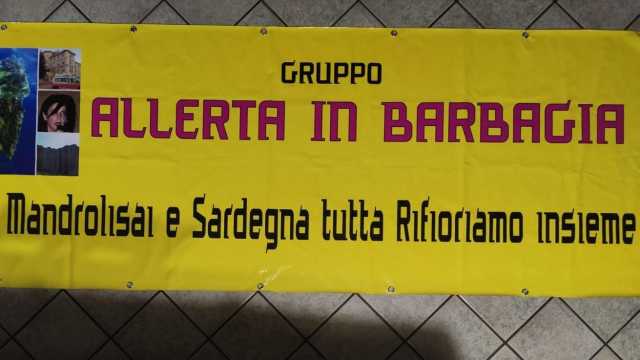 GRUPPO
ALLERTA IN BARBAGIA
Mandrolisai e Sardegna tutta Rifioriamo insieme